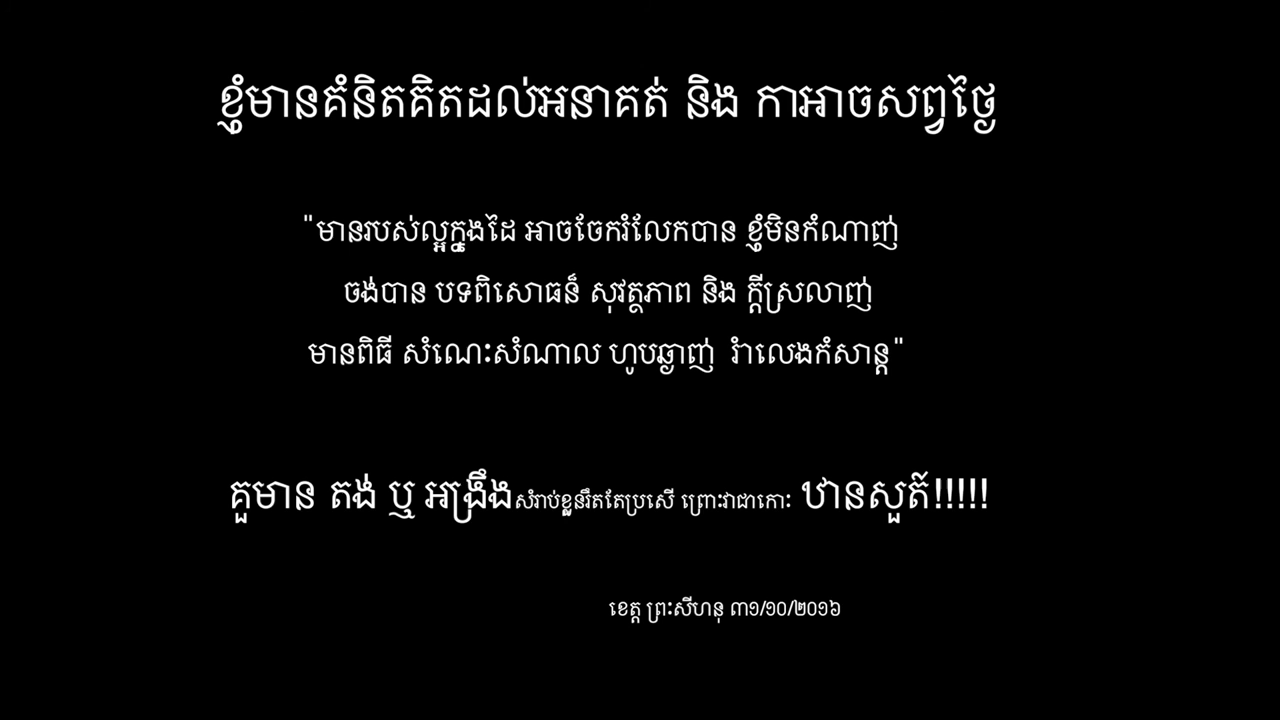 ខ្ញុំមានគំនិតគិតដល់អនាគត់ និង កាអាចសព្វថ្ងៃ
"មានរបស់ល្អក្នុងដៃ អាចចែករំលែកបាន ខ្ញុំមិនកំណាញ់
ចង់បាន បទពិសោធន៏ សុវត្ថភាព និង ក្តីស្រលាញ់
មានពិធី សំណេះសំណាល ហូបឆ្ងាញ់ រំាលេងកំសាន្ត"
គួមាន តង់ ឬ អង្រឹងសំរាប់ខ្លួនរឹតតែប្រសើ ព្រោះវាជាកោះ ឋានសួគ៌!!!!!
ខេត្ត ព្រះសីហនុ ៣១/១០/២០១៦